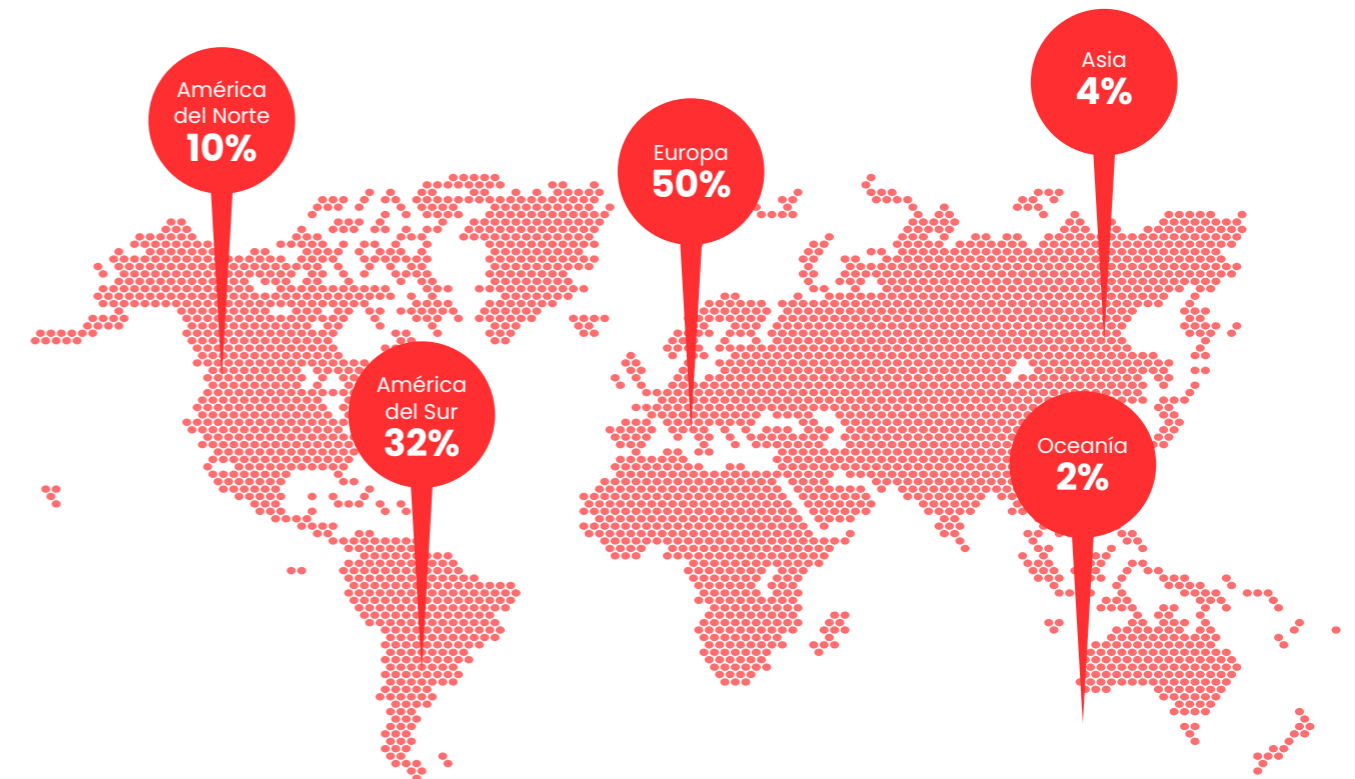 América
del Norte
10%
Europa
50%
Asia
4%
América
del Sur
32%
Oceanía
2%